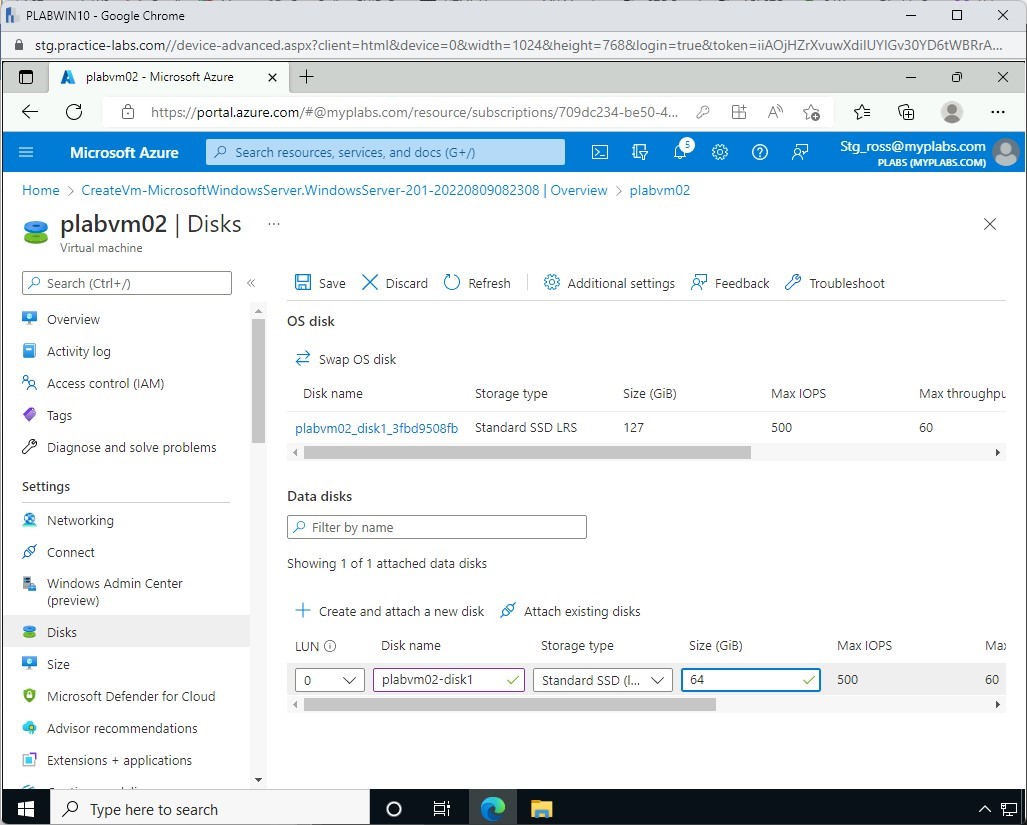 PLABWIN10 - Google Chrome
stg.practice-labs.com//device-advanced.aspx?client=html&device=0&width=1024&height=768&login=true&token=iiAOjHZrXvuwXdilUYIGv30YD6tWBRrA...
plabvm02 - Microsoft Azure
https://portal.azure.com/#@myplabs.com/resource/subscriptions/709dc234-be50-4...
Microsoft Azure
Search resources, services, and docs (G+/)
5
Stg_ross@myplabs.com
PLABS (MYPLABS.COM)
Home > CreateVm-MicrosoftWindowsServer.WindowsServer-201-20220809082308 | Overview > plabvm02
plabvm02 | Disks ...
Virtual machine
Search (Ctrl+/)
Overview
Activity log
Access control (IAM)
Tags
Diagnose and solve problems
Settings
Networking
Connect
Windows Admin Center
(preview)
Disks
Size
Microsoft Defender for Cloud
Advisor recommendations
Extensions + applications
Save Discard Refresh Additional settings Feedback Troubleshoot
OS disk
Swap OS disk
Disk name Storage type Size (GiB) Max IOPS Max throughpu
plabvm02_disk1_3fbd9508fb Standard SSD LRS 127 500 60
Data disks
Filter by name
Showing 1 of 1 attached data disks
Create and attach a new disk Attach existing disks
LUN Disk name Storage type Size (GiB) Max IOPS Max
0 plabvm02-disk1 Standard SSD (l... 64 500 60
Type here to search